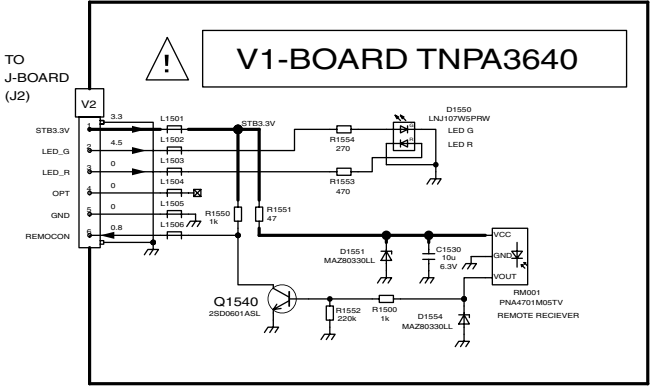 V1-BOARD TNPA3640
!
TO
J-BOARD
(J2)
V2
3.3
L1501
STB3.3V
D1550
LNJ107W5PRW
1
STB3.3V
L1502
LED G
R1554
270
LED R
2
LED_G
4.5
L1503
3
LED_R
0
L1504
R1553
470
4
OPT
0
L1505
R1550
1k
R1551
47
5
GND
0
L1506
6
REMOCON
0.8
D1551
MAZ80330LL
C1530
10u
6.3V
VCC
GND
VOUT
RM001
PNA4701M05TV
REMOTE RECIEVER
Q1540
2SD0601ASL
R1552
220k
R1500
1k
D1554
MAZ80330LL